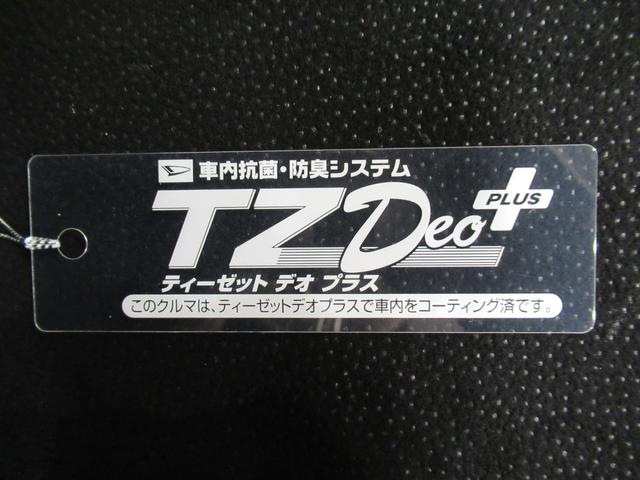 車内抗菌・防臭システム
TZDeo
PLUS
ティーゼット デオ プラス
このクルマは、ティーゼットデオプラスで車内をコーティング済です。